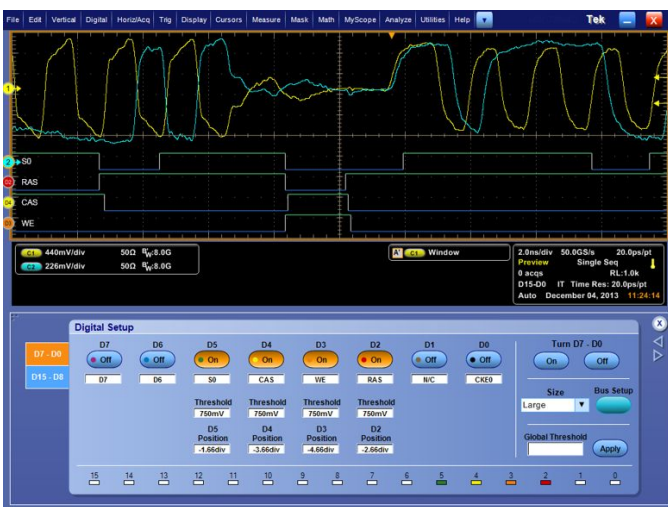 File Edit Vertical Digital Horiz/Acq Trig Display Cursors Measure Mask Math MyScope Analyze Utilities Help Tek X
1
2 S0
D2 RAS
D4 CAS
D3 WE
C1 440mV/div 50Ω BW:8.0G
C2 226mV/div 50Ω BW:8.0G
A' C1 Window
2.0ns/div 50.0GS/s 20.0ps/pt
Preview Single Seq
0 acqs RL:1.0k
D15-D0 IT Time Res: 20.0ps/pt
Auto December 04, 2013 11:24:14
Digital Setup
X
D7 - D0
D15 - D8
D7 D6 D5 D4 D3 D2 D1 D0
Off Off On On On On Off Off
D7 D6 S0 CAS WE RAS N/C CKE0
Threshold Threshold Threshold Threshold
750mV 750mV 750mV 750mV
D5 D4 D3 D2
Position Position Position Position
-1.66div -3.66div -4.66div -2.66div
Turn D7 - D0
On Off
Size Bus Setup
Large
Global Threshold
Apply
15 14 13 12 11 10 9 8 7 6 5 4 3 2 1 0